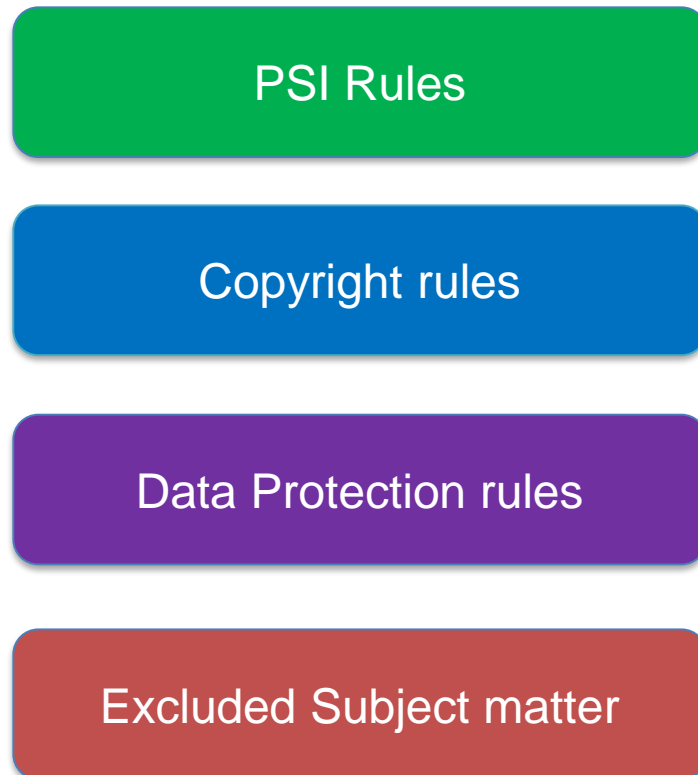 PSI Rules
Copyright rules
Data Protection rules
Excluded Subject matter